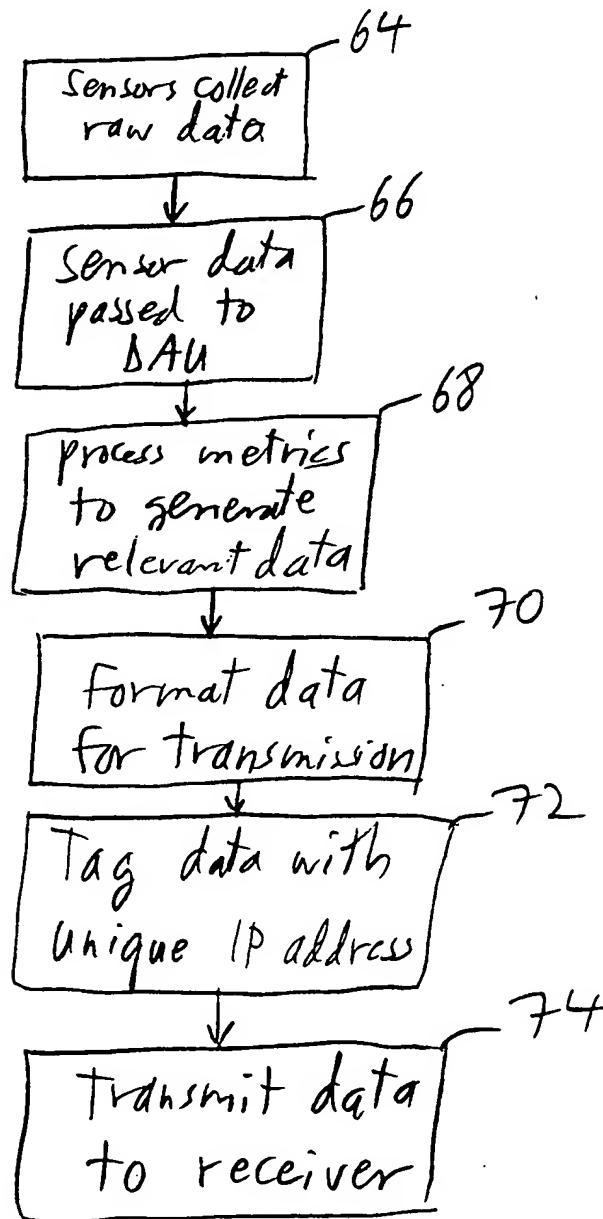 64
Sensors collect
raw data
66
Sensor data
passed to
DAU
68
process metrics
to generate
relevant data
70
Format data
for transmission
72
Tag data with
unique IP address
74
Transmit data
to receiver